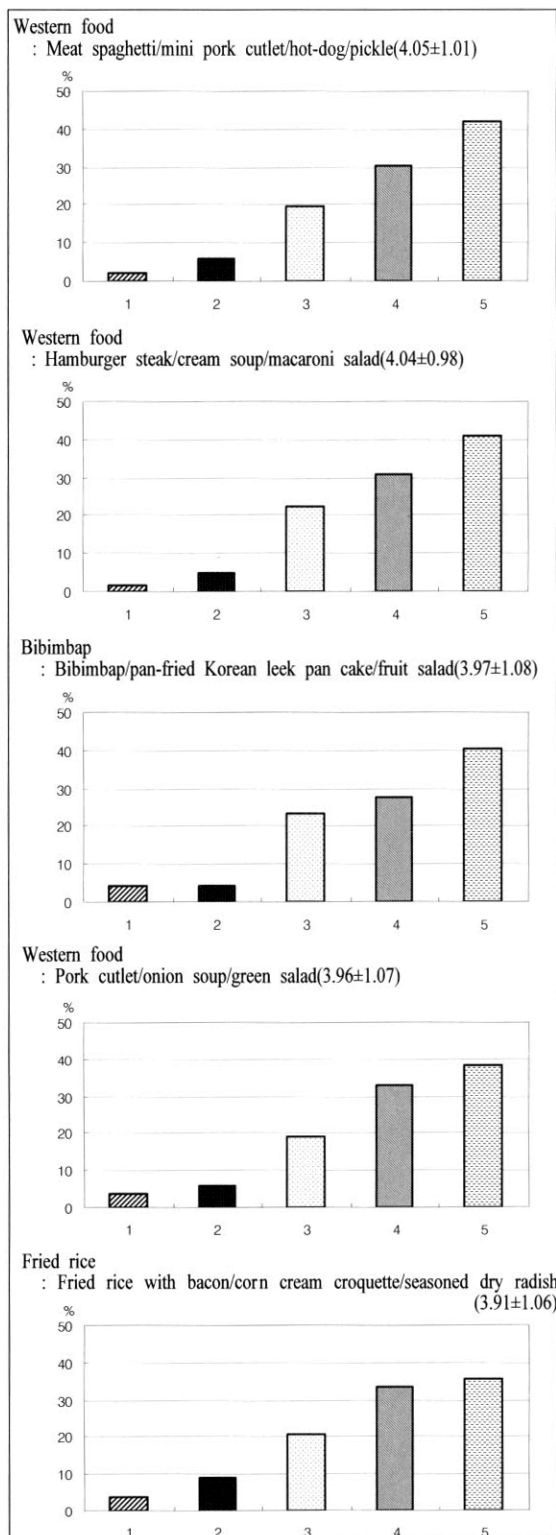 Western food
: Meat spaghetti/mini pork cutlet/hot-dog/pickle(4.05±1.01)
%
50
40
30
20
10
0
1 2 3 4 5
Western food
: Hamburger steak/cream soup/macaroni salad(4.04±0.98)
%
50
40
30
20
10
0
1 2 3 4 5
Bibimbap
: Bibimbap/pan-fried Korean leek pan cake/fruit salad(3.97±1.08)
%
50
40
30
20
10
0
1 2 3 4 5
Western food
: Pork cutlet/onion soup/green salad(3.96±1.07)
%
50
40
30
20
10
0
1 2 3 4 5
Fried rice
: Fried rice with bacon/corn cream croquette/seasoned dry radish
(3.91±1.06)
%
50
40
30
20
10
0
1 2 3 4 5